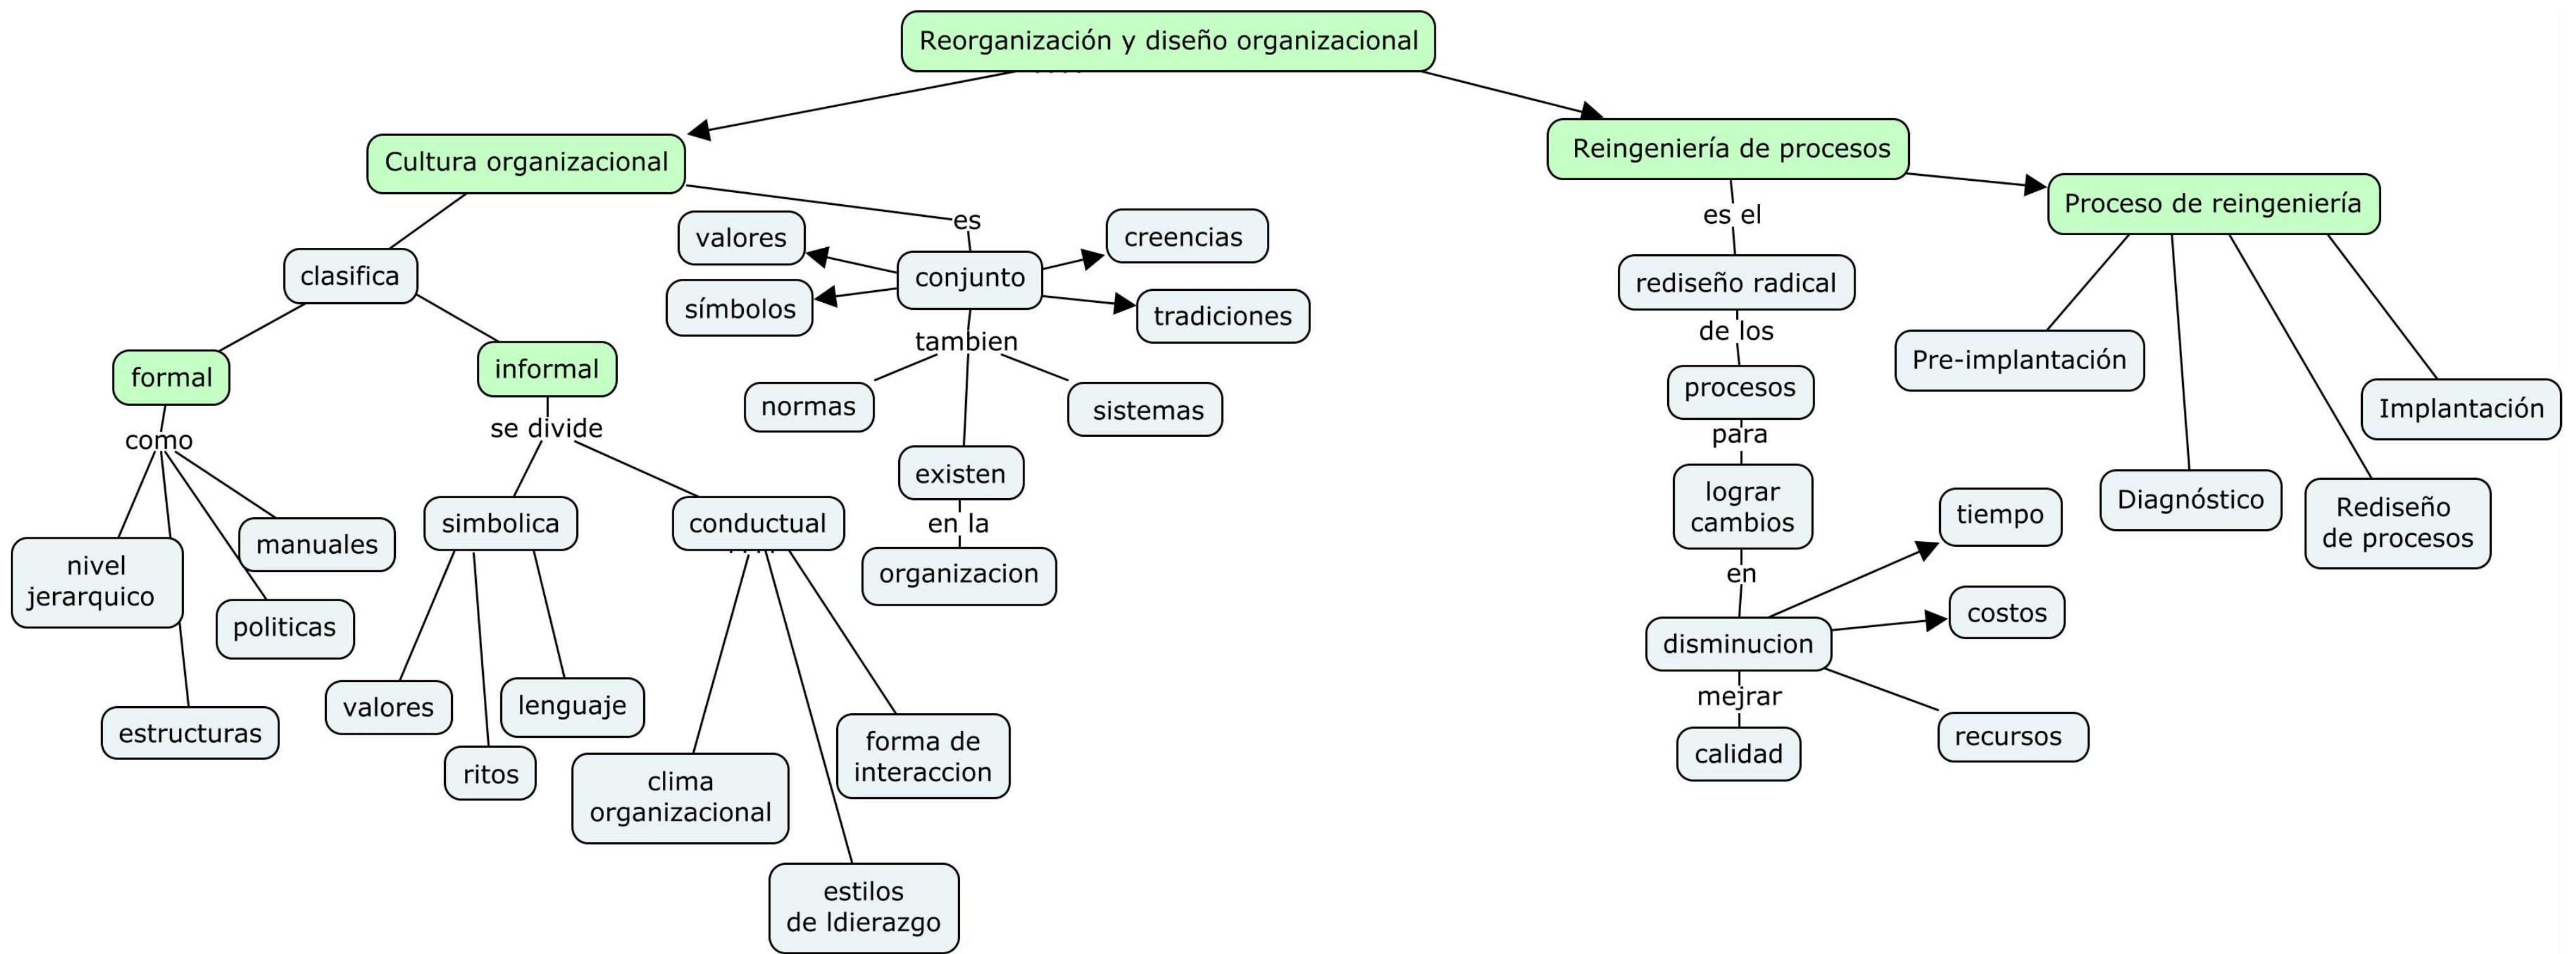 Reorganización y diseño organizacional
Cultura organizacional
Reingeniería de procesos
Proceso de reingeniería
es
es el
valores
creencias
clasifica
conjunto
rediseño radical
símbolos
tradiciones
tambien
de los
formal
informal
Pre-implantación
procesos
normas
sistemas
Implantación
como
se divide
para
existen
lograr
cambios
Diagnóstico
Rediseño
de procesos
tiempo
simbolica
conductual
en la
manuales
nivel
jerarquico
organizacion
en
politicas
costos
disminucion
mejrar
estructuras
valores
lenguaje
recursos
calidad
ritos
forma de
interaccion
clima
organizacional
estilos
de ldierazgo